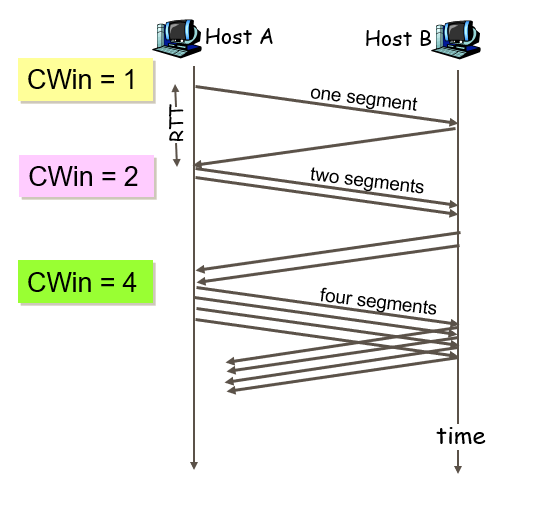 Host A
Host B
CWin = 1
RTT
one segment
CWin = 2
two segments
CWin = 4
four segments
time